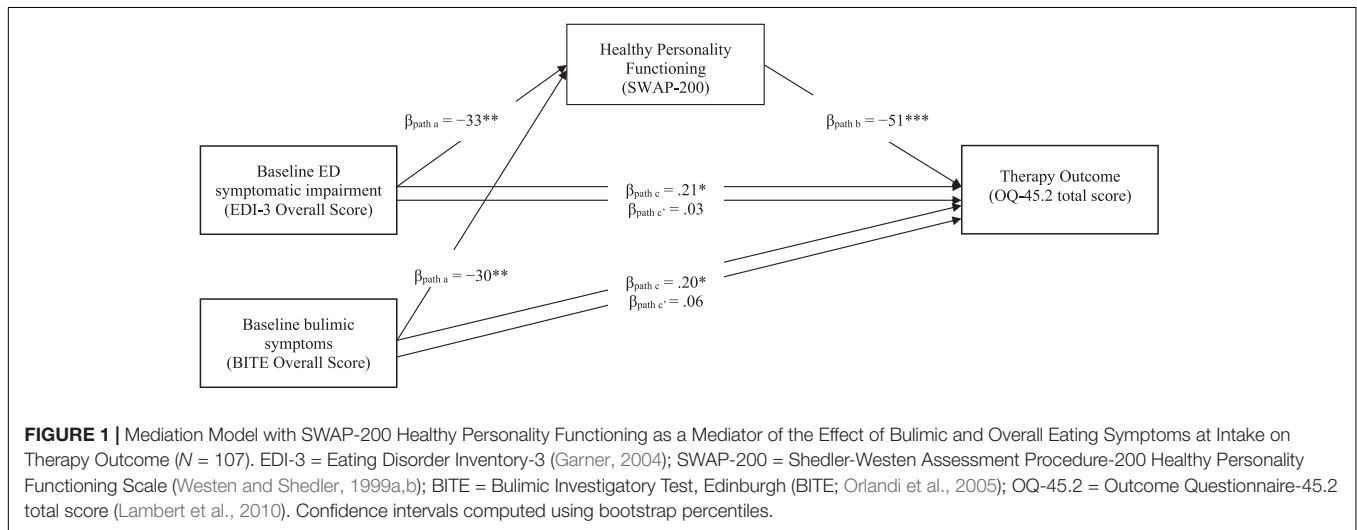 Healthy Personality
Functioning
(SWAP-200)
βpath a = −33**
βpath b = −51***
Baseline ED
symptomatic impairment
(EDI-3 Overall Score)
βpath c = .21*
βpath c' = .03
Therapy Outcome
(OQ-45.2 total score)
βpath a = −30**
βpath c = .20*
βpath c' = .06
Baseline bulimic
symptoms
(BITE Overall Score)
FIGURE 1 | Mediation Model with SWAP-200 Healthy Personality Functioning as a Mediator of the Effect of Bulimic and Overall Eating Symptoms at Intake on
Therapy Outcome (N = 107). EDI-3 = Eating Disorder Inventory-3 (Garner, 2004); SWAP-200 = Shedler-Westen Assessment Procedure-200 Healthy Personality
Functioning Scale (Westen and Shedler, 1999a,b); BITE = Bulimic Investigatory Test, Edinburgh (BITE; Orlandi et al., 2005); OQ-45.2 = Outcome Questionnaire-45.2
total score (Lambert et al., 2010). Confidence intervals computed using bootstrap percentiles.